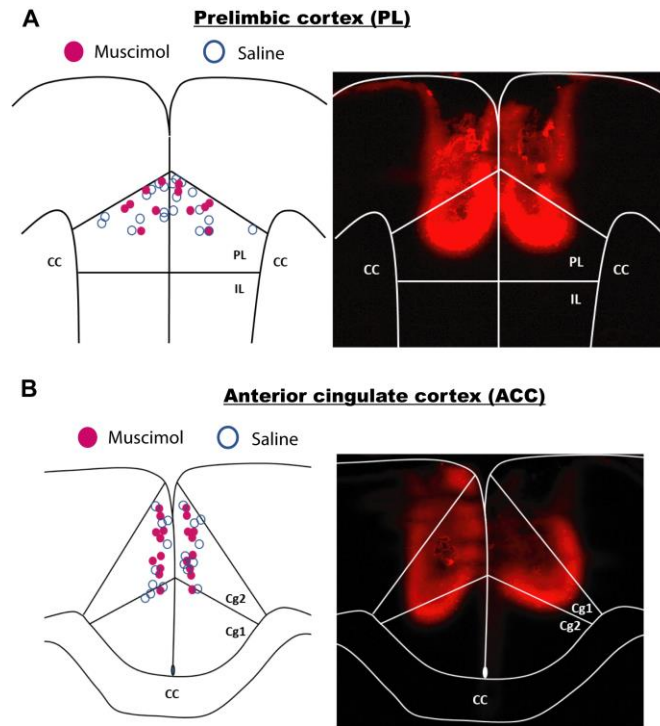 A
Prelimbic cortex (PL)
Muscimol
Saline
CC
PL
IL
CC
PL
IL
CC
B
Anterior cingulate cortex (ACC)
Muscimol
Saline
Cg2
Cg1
CC
Cg1
Cg2
CC